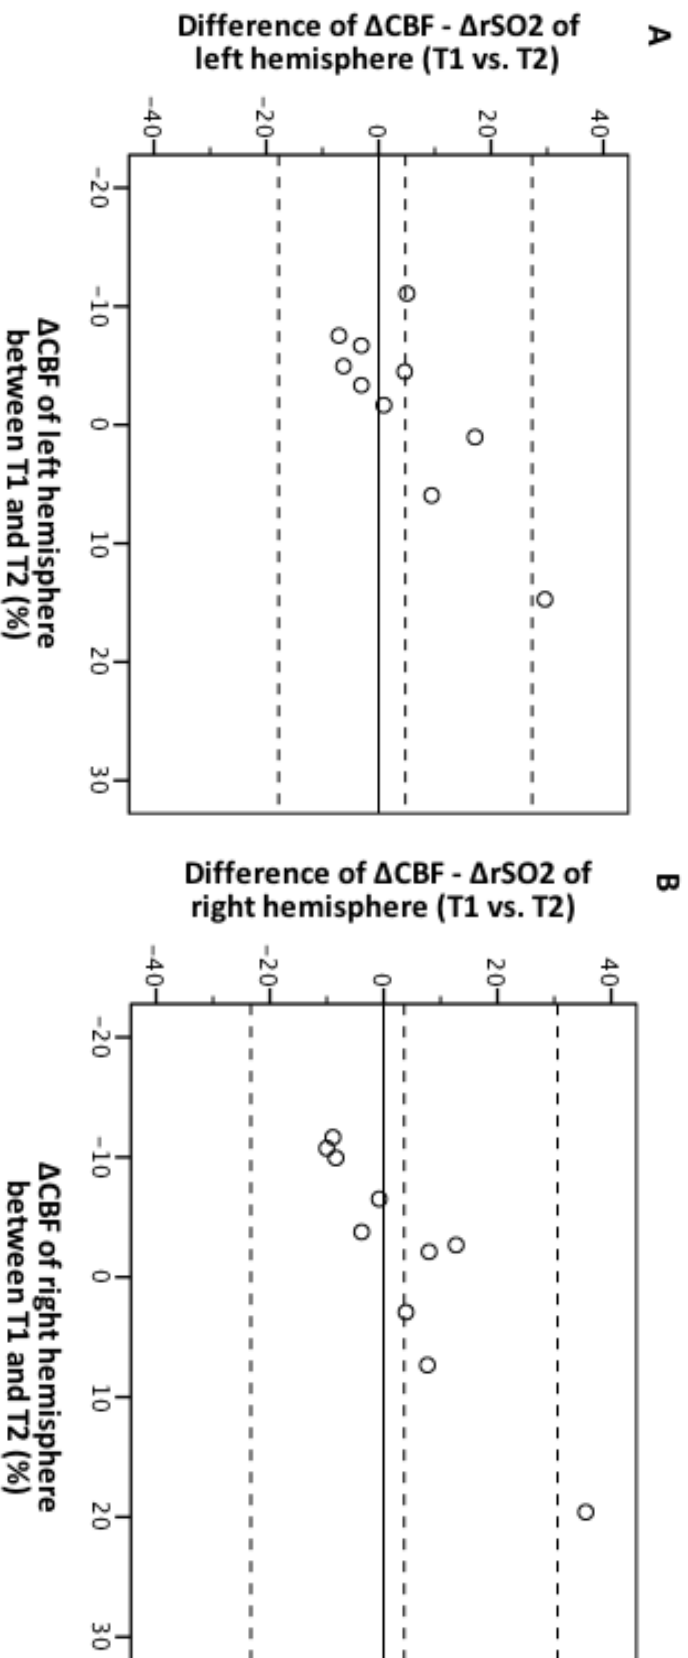 A
Difference of ΔCBF - ΔrSO2 of
left hemisphere (T1 vs. T2)
40
20
0
-20
-40
-20
-10
0
10
20
30
ΔCBF of left hemisphere
between T1 and T2 (%)
B
Difference of ΔCBF - ΔrSO2 of
right hemisphere (T1 vs. T2)
40
20
0
-20
-40
-20
-10
0
10
20
30
ΔCBF of right hemisphere
between T1 and T2 (%)